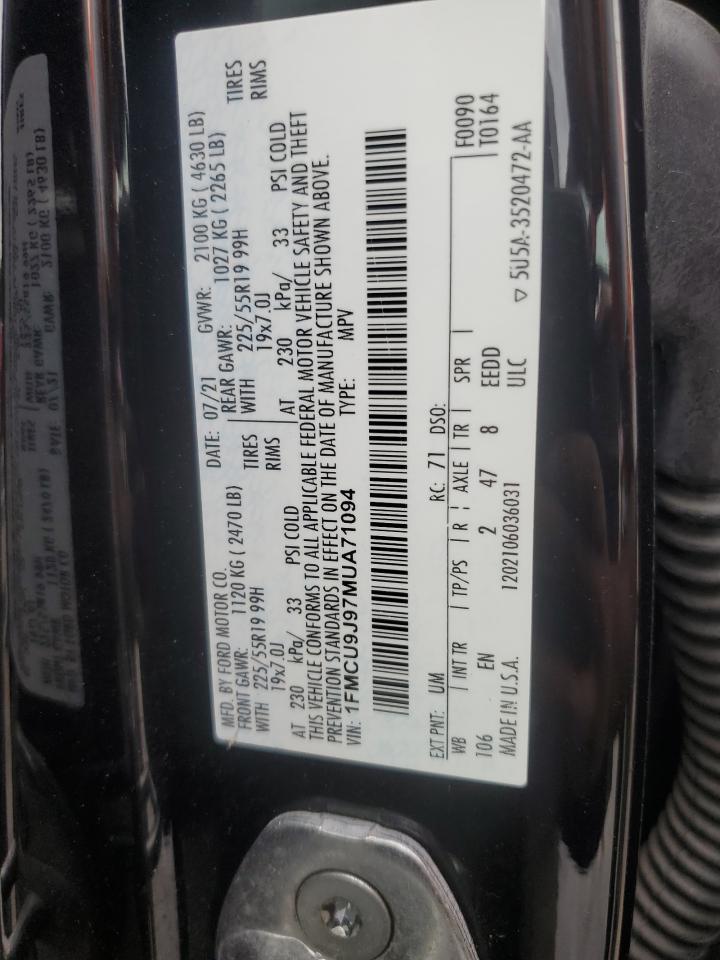 MFD. BY FORD MOTOR CO.
DATE: 07/21 GVWR: 2100 KG ( 4630 LB)
FRONT GAWR: 1120 KG ( 2470 LB) REAR GAWR: 1027 KG ( 2265 LB)
WITH 225/55R19 99H TIRES WITH 225/55R19 99H TIRES
19x7.0J RIMS 19x7.0J RIMS
AT 230 kPa/ 33 PSI COLD AT 230 kPa/ 33 PSI COLD
THIS VEHICLE CONFORMS TO ALL APPLICABLE FEDERAL MOTOR VEHICLE SAFETY AND THEFT
PREVENTION STANDARDS IN EFFECT ON THE DATE OF MANUFACTURE SHOWN ABOVE.
VIN: 1FMCU9J97MUA71094 TYPE: MPV
EXT PNT: UM RC: 71 DSO:
WB INT TR TP/PS R AXLE TR SPR F0090
106 EN 2 47 8 EEDD T0164
MADE IN U.S.A. 1202106036031 ULC
▽ 5U5A-3520472-AA